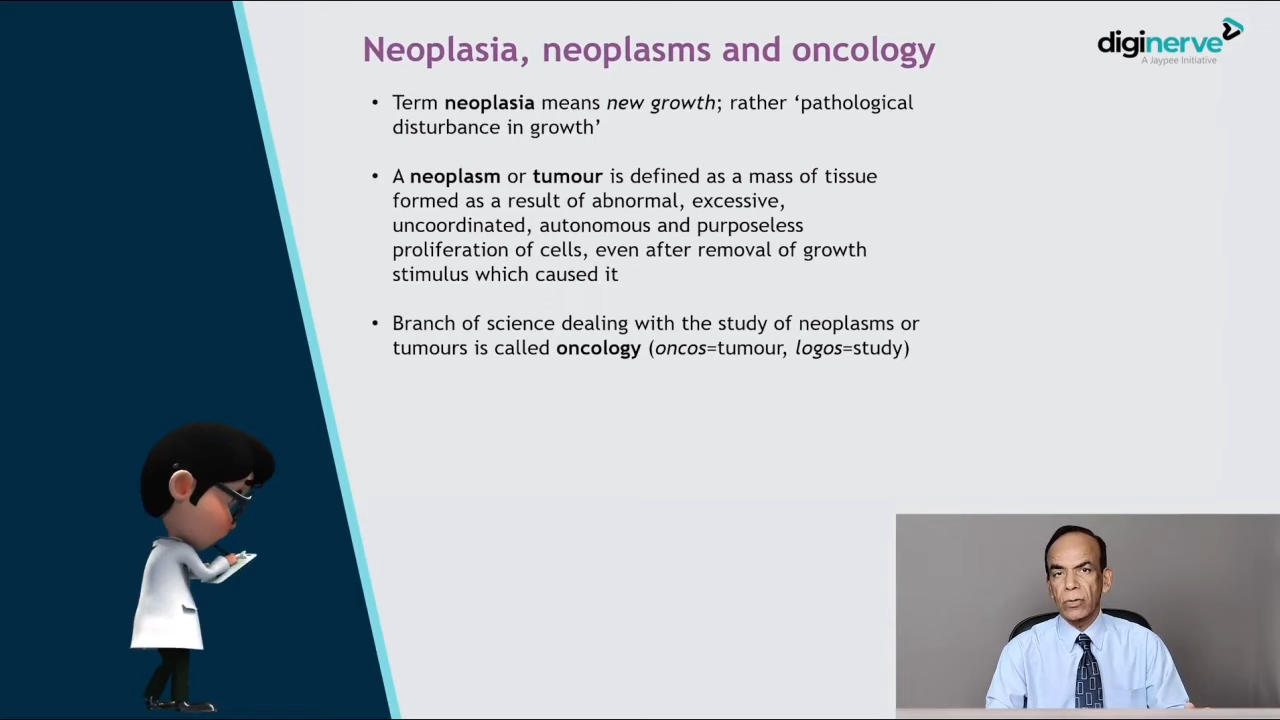 Neoplasia, neoplasms and oncology
diginerve
A Jaypee Initiative
• Term neoplasia means new growth; rather ‘pathological
disturbance in growth’
• A neoplasm or tumour is defined as a mass of tissue
formed as a result of abnormal, excessive,
uncoordinated, autonomous and purposeless
proliferation of cells, even after removal of growth
stimulus which caused it
• Branch of science dealing with the study of neoplasms or
tumours is called oncology (oncos=tumour, logos=study)